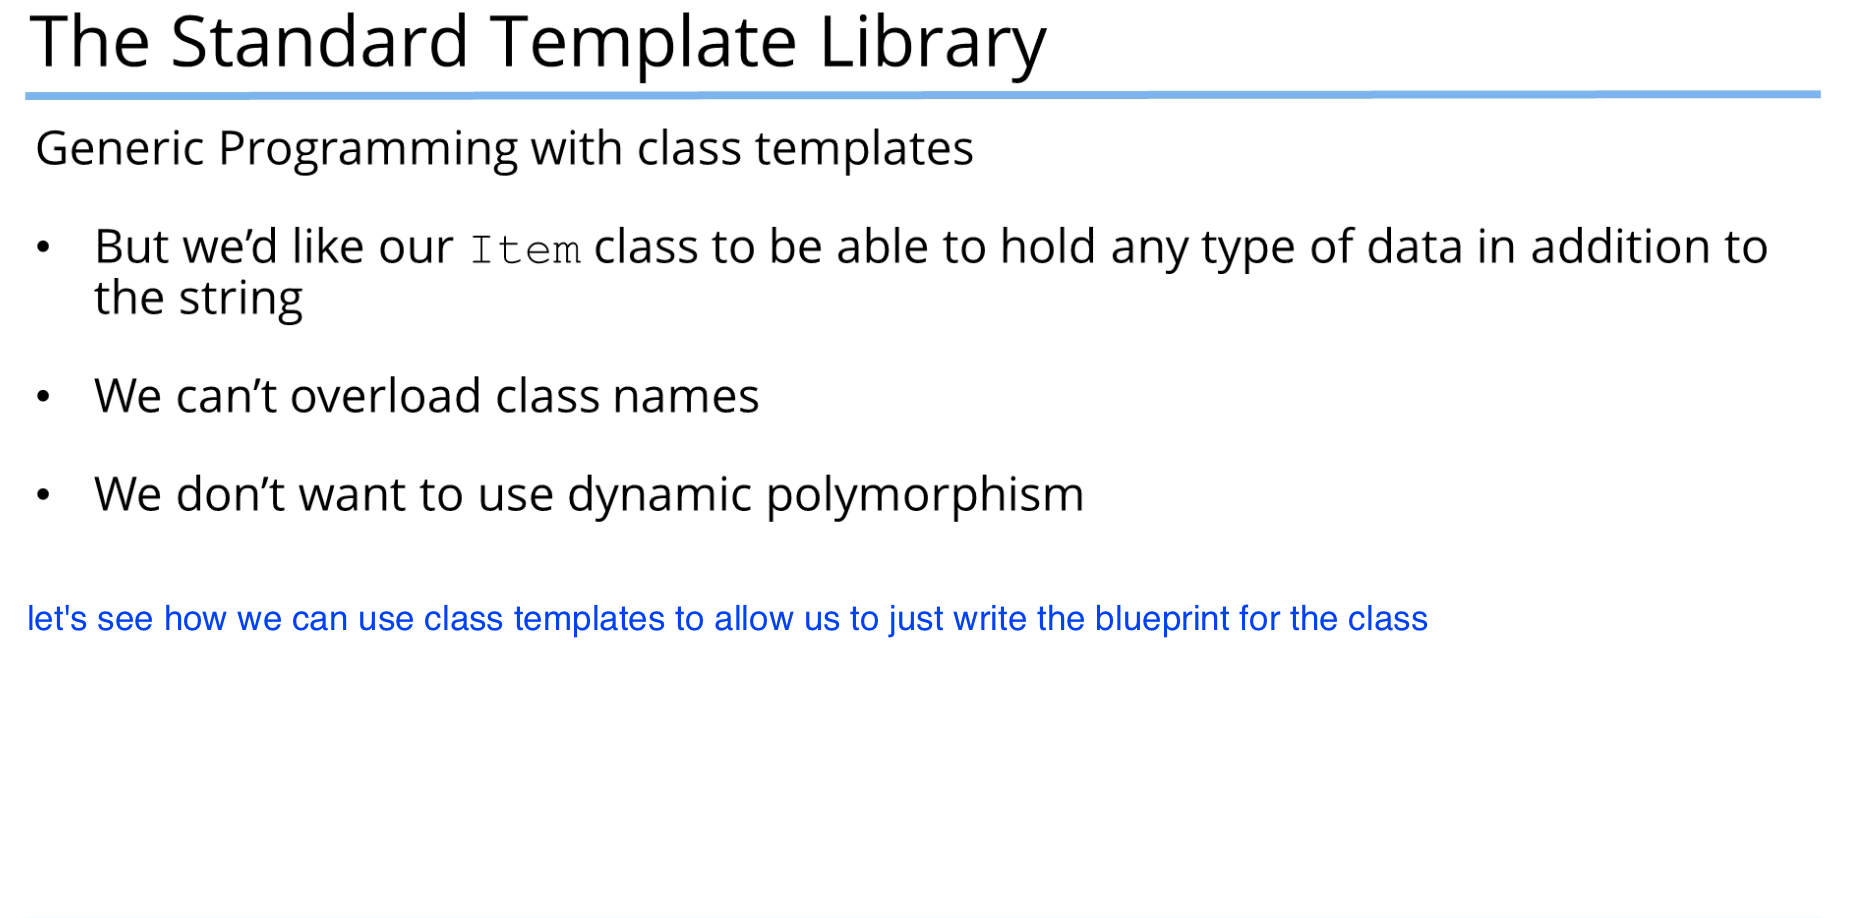 The Standard Template Library
Generic Programming with class templates
• But we’d like our Item class to be able to hold any type of data in addition to
the string
• We can’t overload class names
• We don’t want to use dynamic polymorphism
let's see how we can use class templates to allow us to just write the blueprint for the class